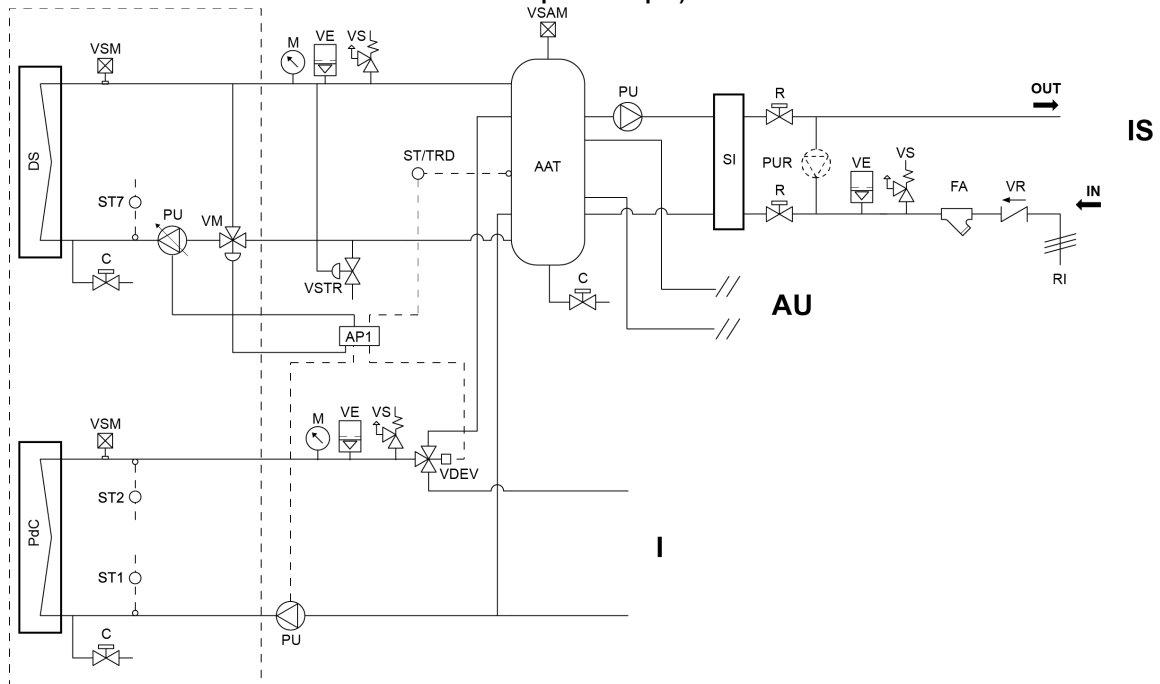 VSAM
VSM
M
VE
VS
PU
R
OUT
IS
DS
ST/TRD
AAT
SI
PUR
VE
VS
FA
VR
IN
ST7
PU
VM
R
C
VSTR
C
RI
AU
AP1
VSM
M
VE
VS
VDEV
ST2
PdC
I
ST1
C
PU